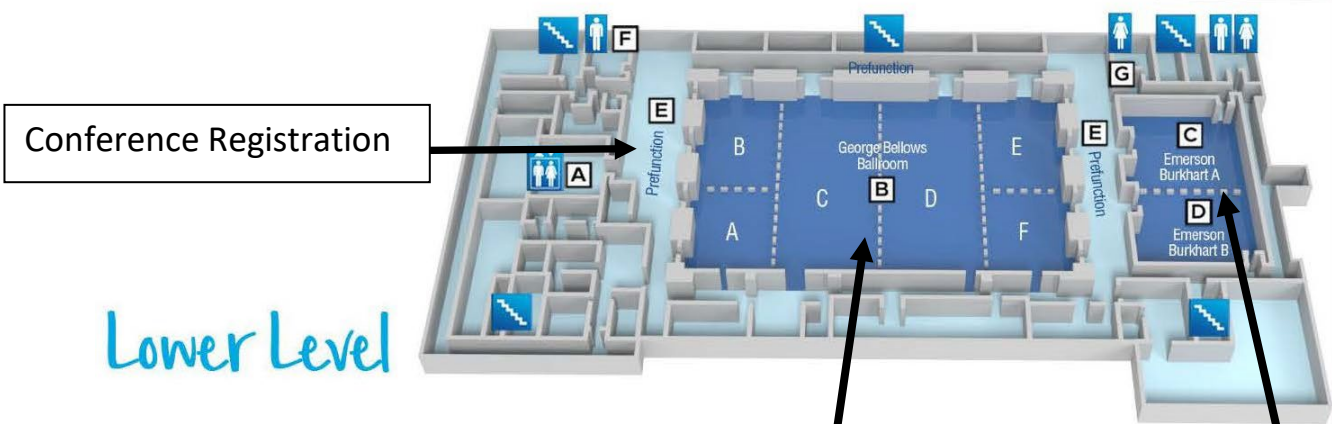 F
Prefunction
G
Conference Registration
E
E
C
B
George Bellows
Ballroom
E
Emerson
Burkhart A
A
Prefunction
C
B
D
Prefunction
D
A
F
Emerson
Burkhart B
Lower Level